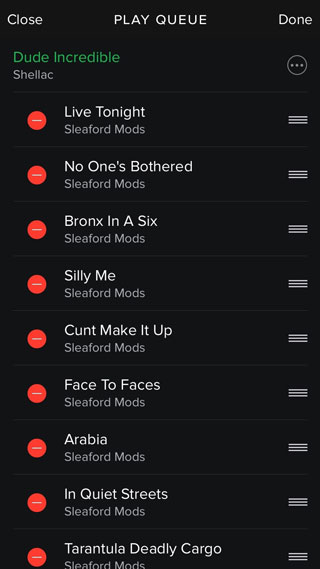 Close PLAY QUEUE Done
Dude Incredible
Shellac
Live Tonight
Sleaford Mods
No One's Bothered
Sleaford Mods
Bronx In A Six
Sleaford Mods
Silly Me
Sleaford Mods
Cunt Make It Up
Sleaford Mods
Face To Faces
Sleaford Mods
Arabia
Sleaford Mods
In Quiet Streets
Sleaford Mods
Tarantula Deadly Cargo